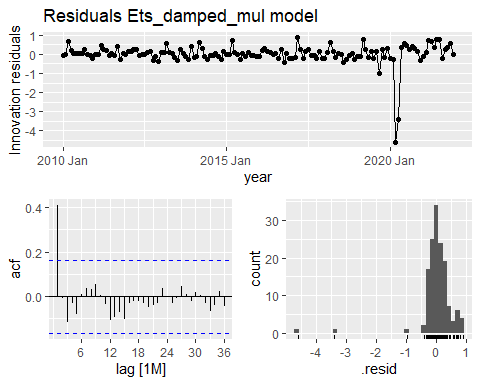 Residuals Ets_damped_mul model
Innovation residuals
1
0
-1
-2
-3
-4
2010 Jan
2015 Jan
2020 Jan
year
acf
0.4
0.2
0.0
6
12
18
24
30
36
lag [1M]
count
30
20
10
0
-4
-3
-2
-1
0
1
.resid